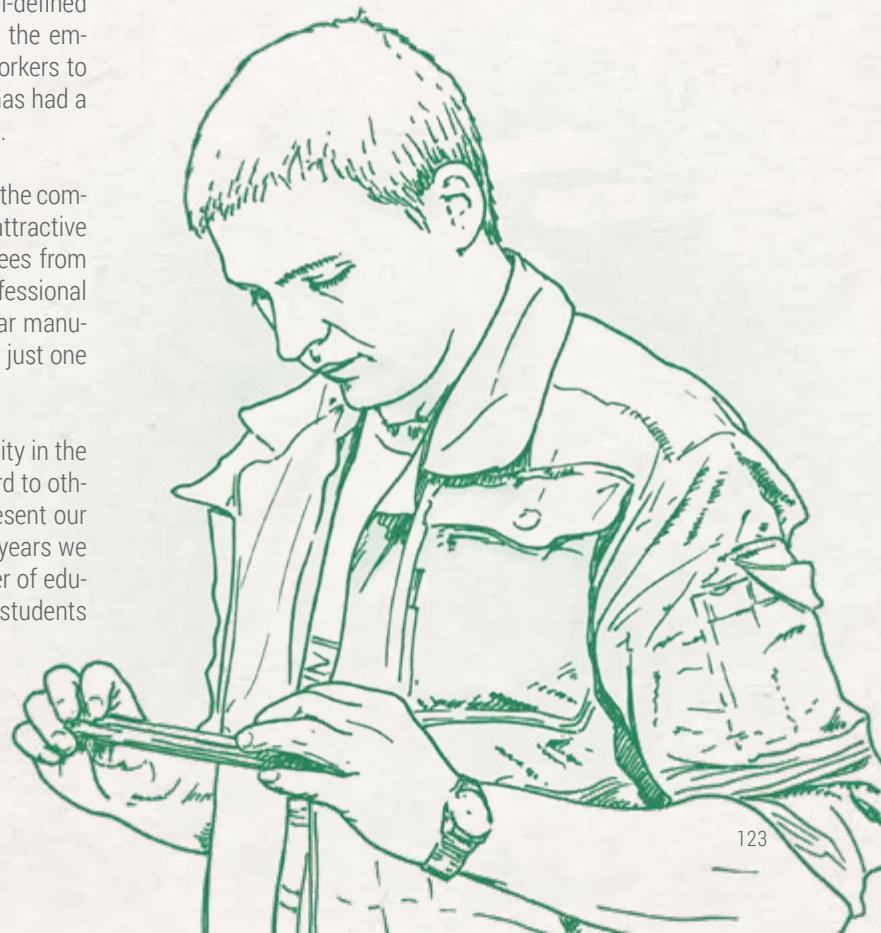 -defined
the em-
orkers to
has had a
.
the com-
attractive
ees from
fessional
ar manu-
just one
ity in the
rd to oth-
esent our
years we
er of edu-
students
INI
123